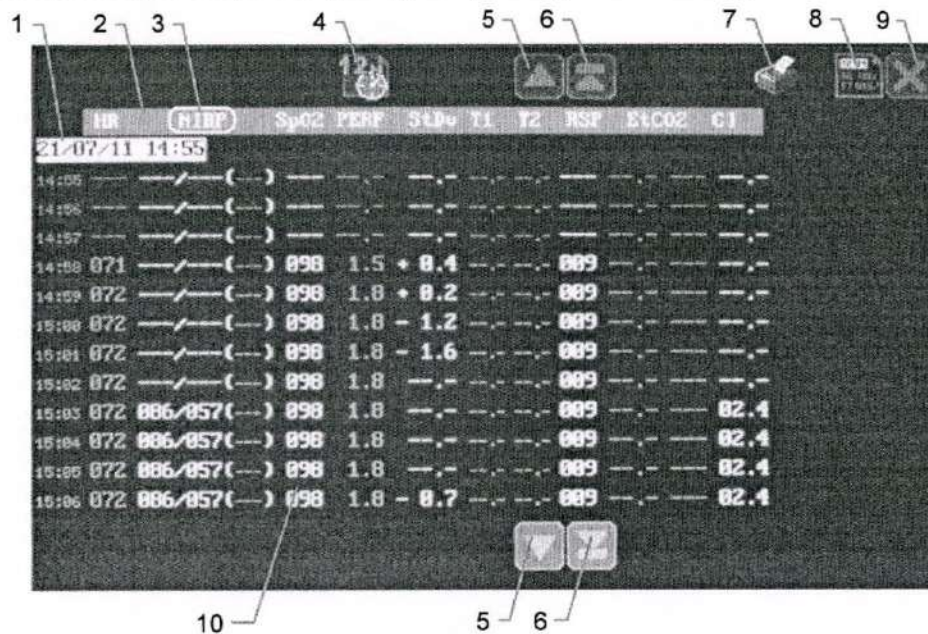 1 2 3 4 5 6 7 8 9
12
HR NIBP SpO2 PERF StDv T1 T2 RSP EtCO2 CI
21/07/11 14:55
14:55 --- ---/---(---) --- --.- --.- --.- --.- --- --.- --- --.-
14:56 --- ---/---(---) --- --.- --.- --.- --.- --- --.- --- --.-
14:57 --- ---/---(---) --- --.- --.- --.- --.- --- --.- --- --.-
14:58 071 ---/---(---) 098 1.5 + 0.4 --.- --.- 009 --.- --- --.-
14:59 072 ---/---(---) 098 1.8 + 0.2 --.- --.- 009 --.- --- --.-
15:00 072 ---/---(---) 098 1.8 - 1.2 --.- --.- 009 --.- --- --.-
15:01 072 ---/---(---) 098 1.8 - 1.6 --.- --.- 009 --.- --- --.-
15:02 072 ---/---(---) 098 1.8 --.- --.- --.- 009 --.- --- --.-
15:03 072 086/057(---) 098 1.8 --.- --.- --.- 009 --.- --- 02.4
15:04 072 086/057(---) 098 1.8 --.- --.- --.- 009 --.- --- 02.4
15:05 072 086/057(---) 098 1.8 --.- --.- --.- 009 --.- --- 02.4
15:06 072 086/057(---) 098 1.8 - 0.7 --.- --.- 009 --.- --- 02.4
10 5 6